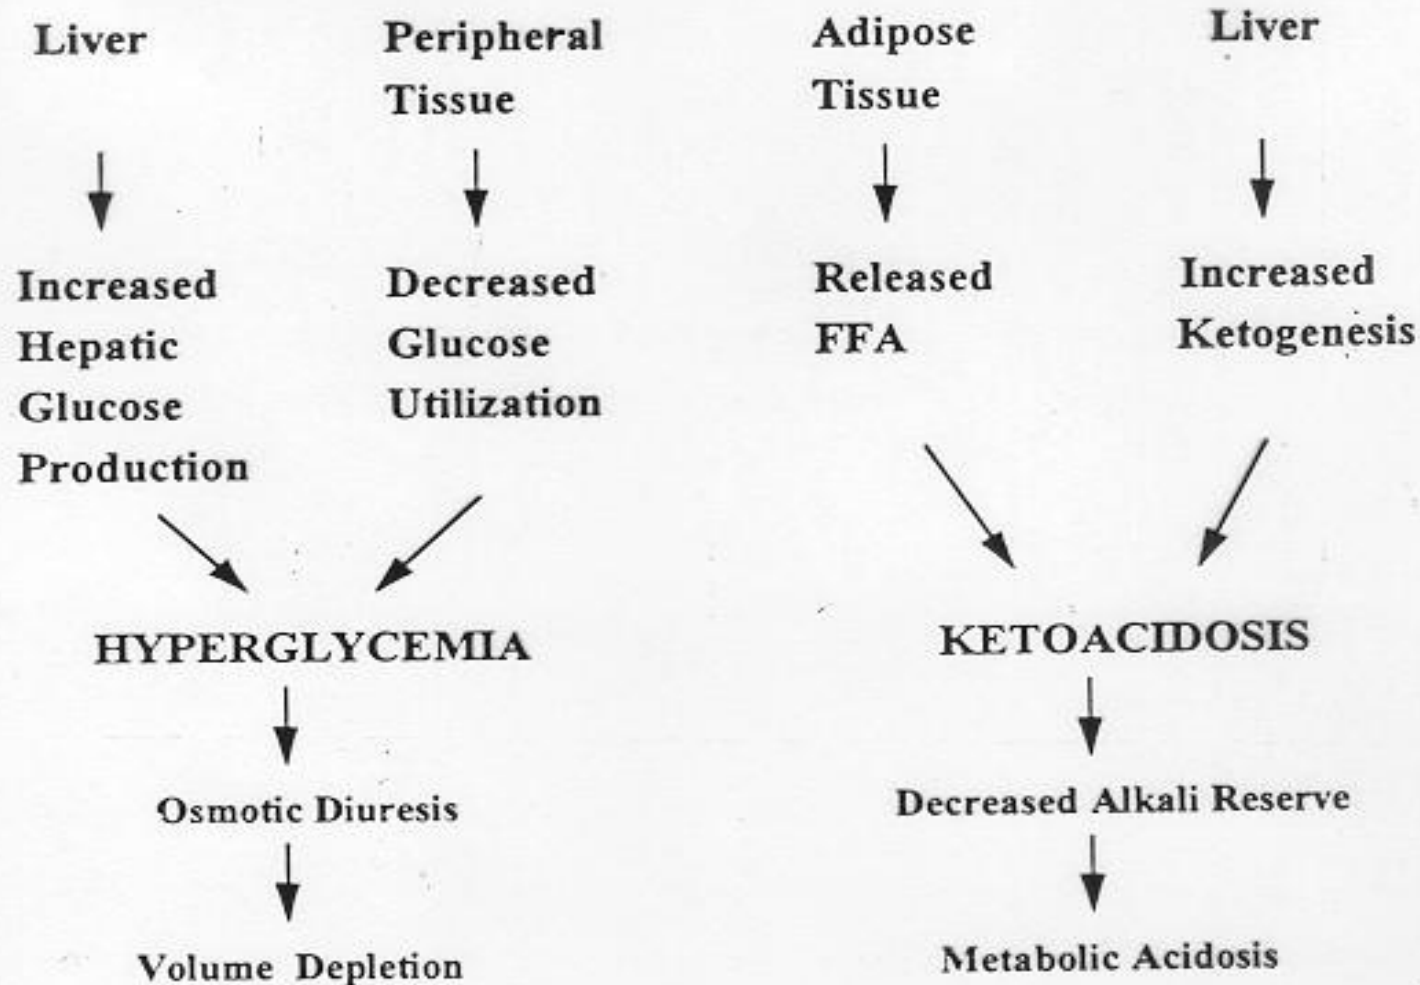 Liver
Peripheral
Tissue
Adipose
Tissue
Liver
Increased
Hepatic
Glucose
Production
Decreased
Glucose
Utilization
Released
FFA
Increased
Ketogenesis
HYPERGLYCEMIA
KETOACIDOSIS
Osmotic Diuresis
Decreased Alkali Reserve
Volume Depletion
Metabolic Acidosis